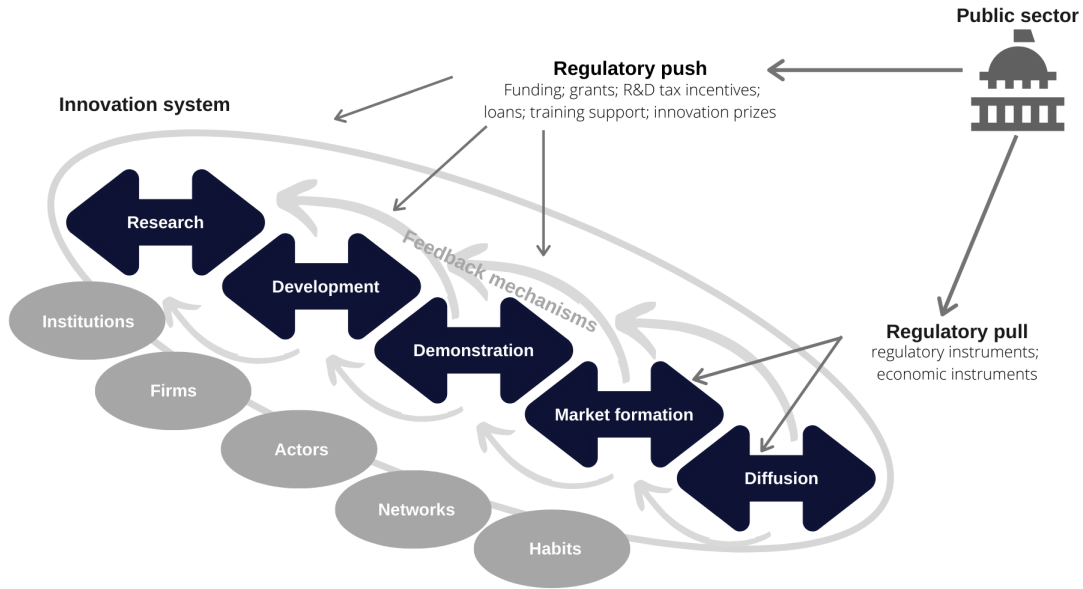 Public sector
Regulatory push
Funding; grants; R&D tax incentives;
loans; training support; innovation prizes
Innovation system
Research
Feedback mechanisms
Development
Institutions
Demonstration
Regulatory pull
regulatory instruments;
economic instruments
Firms
Market formation
Actors
Diffusion
Networks
Habits